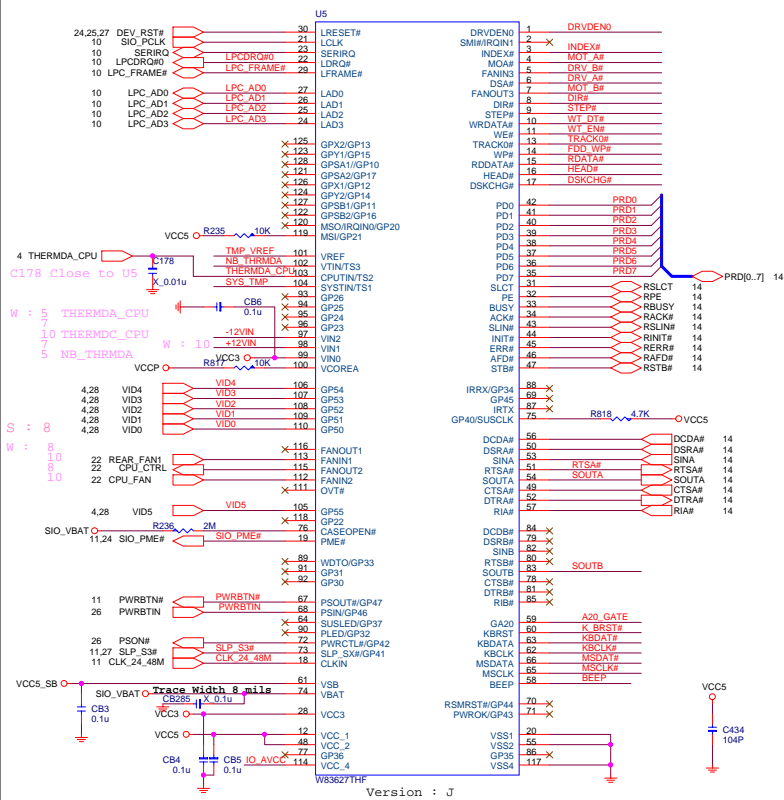 U5
24,25,27 DEV_RST# 30 LRESET#
10 SIO_PCLK 21 LCLK
10 SERIRQ 23 SERIRQ
10 LPCDRQ#0 LPCDRQ#0 22 LDRQ#
10 LPC_FRAME# LPC_FRAME# 29 LFRAME#
10 LPC_AD0 LPC_AD0 27 LAD0
10 LPC_AD1 LPC_AD1 26 LAD1
10 LPC_AD2 LPC_AD2 25 LAD2
10 LPC_AD3 LPC_AD3 24 LAD3
125 GPX2/GP13
123 GPY1/GP15
128 GPSA1//GP10
121 GPSA2/GP17
126 GPX1/GP12
124 GPY2/GP14
127 GPSB1/GP11
122 GPSB2/GP16
120 MSO/IRQIN0/GP20
VCC5 R235 10K 119 MSI/GP21
TMP_VREF 101 VREF
4 THERMDA_CPU NB_THRMDA 102 VTIN/TS3
C178 X_0.01u THERMDA_CPU 103 CPUTIN/TS2
C178 Close to U5
SYS_TMP 104 SYSTIN/TS1
93 GP26
94 GP25
95 GP24
96 GP23
CB6 0.1u
W : 5 THERMDA_CPU
7
10 THERMDC_CPU
7
5 NB_THRMDA
W : 10
-12VIN 97 VIN2
+12VIN 98 VIN1
VCC3 99 VIN0
VCCP R817 10K 100 VCOREA
4,28 VID4 VID4 106 GP54
4,28 VID3 VID3 107 GP53
4,28 VID2 VID2 108 GP52
4,28 VID1 VID1 109 GP51
4,28 VID0 VID0 110 GP50
S : 8
W : 8
10
8
10
116 FANOUT1
22 REAR_FAN1 113 FANIN1
22 CPU_CTRL 115 FANOUT2
22 CPU_FAN 112 FANIN2
111 OVT#
4,28 VID5 VID5 105 GP55
118 GP22
SIO_VBAT R236 2M 76 CASEOPEN#
11,24 SIO_PME# SIO_PME# 19 PME#
89 WDTO/GP33
91 GP31
92 GP30
11 PWRBTN# PWRBTN# 67 PSOUT#/GP47
26 PWRBTIN PWRBTIN 68 PSIN/GP46
64 SUSLED/GP37
90 PLED/GP32
26 PSON# 72 PWRCTL#/GP42
11,27 SLP_S3# SLP_S3# 73 SLP_SX#/GP41
11 CLK_24_48M CLK_24_48M 18 CLKIN
VCC5_SB 61 VSB
Trace Width 8 mils
SIO_VBAT 74 VBAT
CB285 X_0.1u
CB3 0.1u
VCC3 28 VCC3
VCC5 12 VCC_1
48 VCC_2
77 GP36
IO_AVCC 114 VCC_4
CB4 0.1u
CB5 0.1u
DRVDEN0 1 DRVDEN0
SMI#/IRQIN1 2
INDEX# 3 INDEX#
MOA# 4 MOT_A#
FANIN3 5 DRV_B#
DSA# 6 DRV_A#
FANOUT3 7 MOT_B#
DIR# 8 DIR#
STEP# 9 STEP#
WRDATA# 10 WT_DT#
WE# 11 WT_EN#
TRACK0# 13 TRACK0#
WP# 14 FDD_WP#
RDDATA# 15 RDATA#
HEAD# 16 HEAD#
DSKCHG# 17 DSKCHG#
PD0 42 PRD0
PD1 41 PRD1
PD2 40 PRD2
PD3 39 PRD3
PD4 38 PRD4
PD5 37 PRD5
PD6 36 PRD6
PD7 35 PRD7
PRD[0..7] 14
SLCT 31 RSLCT 14
PE 32 RPE 14
BUSY 33 RBUSY 14
ACK# 34 RACK# 14
SLIN# 43 RSLIN# 14
INIT# 44 RINIT# 14
ERR# 45 RERR# 14
AFD# 46 RAFD# 14
STB# 47 RSTB# 14
IRRX/GP34 88
GP45 69
IRTX 87
GP40/SUSCLK 75 R818 4.7K VCC5
DCDA# 56 DCDA# 14
DSRA# 50 DSRA# 14
SINA 53 SINA 14
RTSA# 51 RTSA# RTSA# 14
SOUTA 54 SOUTA SOUTA 14
CTSA# 49 CTSA# 14
DTRA# 52 DTRA# 14
RIA# 57 RIA# 14
DCDB# 84
DSRB# 79
SINB 82
RTSB# 80
SOUTB 83 SOUTB
CTSB# 78
DTRB# 81
RIB# 85
GA20 59 A20_GATE
KBRST 60 K_BRST#
KBDATA 63 KBDAT#
KBCLK 62 KBCLK#
MSDATA 66 MSDAT#
MSCLK 65 MSCLK#
BEEP 58 BEEP
RSMRST#/GP44 70
PWROK/GP43 71
VSS1 20
VSS2 55
GP35 86
VSS4 117
VCC5
C434
104P
W83627THF
Version : J